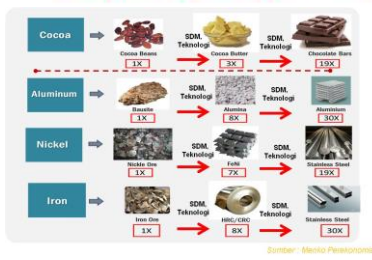 Cocoa
SDM, Teknologi
SDM, Teknologi
Cocoa Beans
Cocoa Butter
Chocolate Bars
1X
3X
19X
Aluminum
SDM, Teknologi
SDM, Teknologi
Bauxite
Alumina
Aluminium
1X
8X
30X
Nickel
SDM, Teknologi
SDM, Teknologi
Nickle Ore
FeNi
Stainless Steel
1X
7X
19X
Iron
SDM, Teknologi
SDM, Teknologi
Iron Ore
HRC/CRC
Stainless Steel
1X
8X
30X
Sumber : Menko Perekonomian